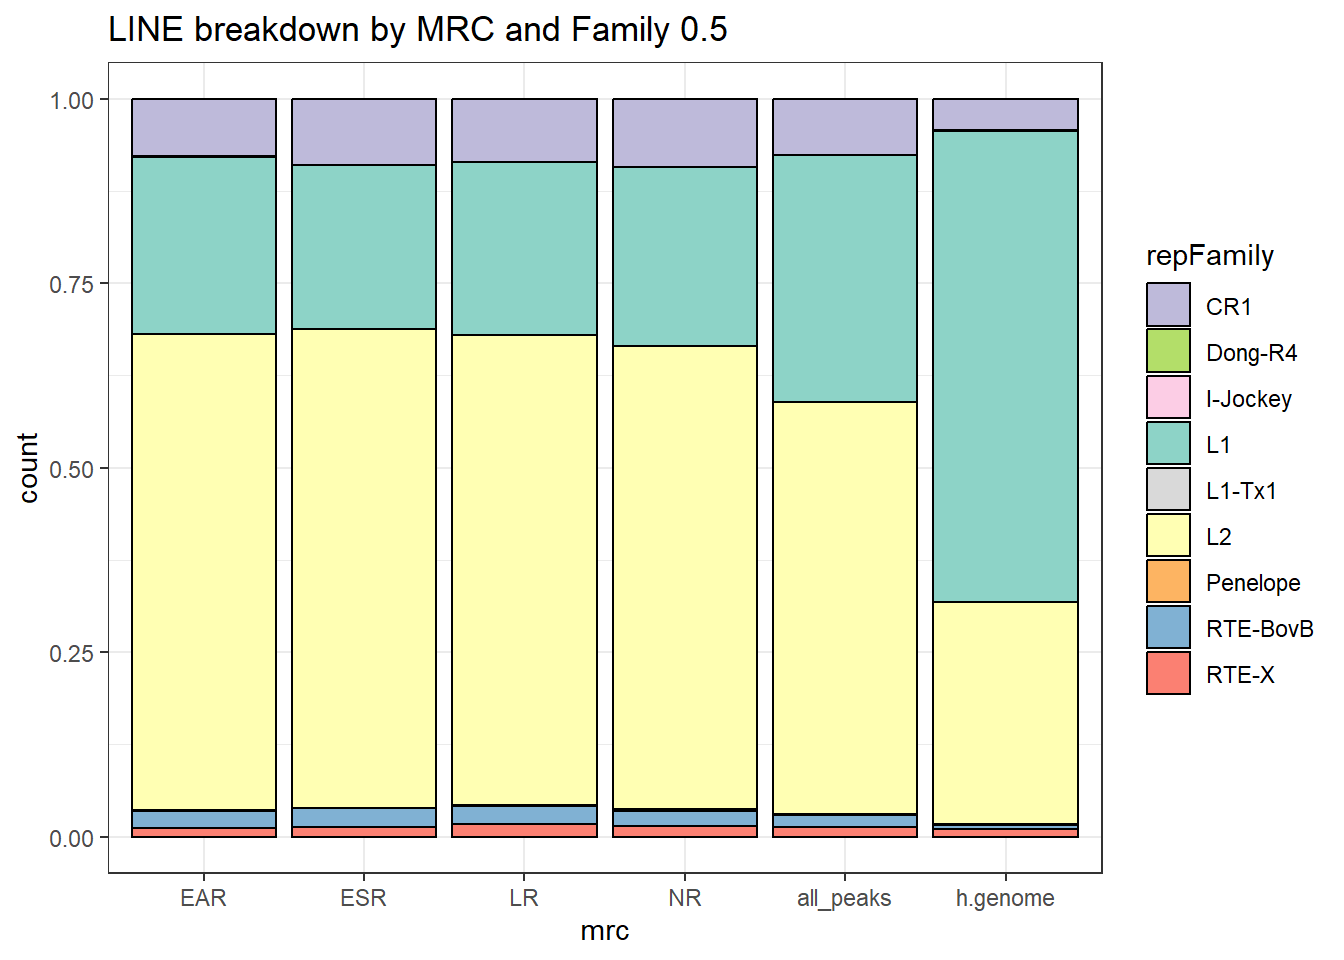 LINE breakdown by MRC and Family 0.5
count
1.00
0.75
0.50
0.25
0.00
EAR
ESR
LR
NR
all_peaks
h.genome
mrc
repFamily
CR1
Dong-R4
I-Jockey
L1
L1-Tx1
L2
Penelope
RTE-BovB
RTE-X